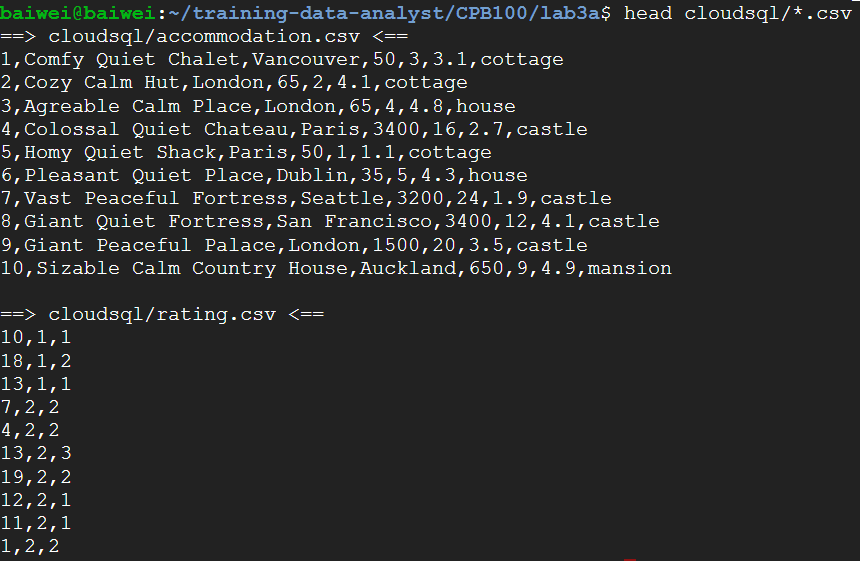 baiwei@baiwei:~/training-data-analyst/CPB100/lab3a$ head cloudsql/*.csv
==> cloudsql/accommodation.csv <==
1,Comfy Quiet Chalet,Vancouver,50,3,3.1,cottage
2,Cozy Calm Hut,London,65,2,4.1,cottage
3,Agreable Calm Place,London,65,4,4.8,house
4,Colossal Quiet Chateau,Paris,3400,16,2.7,castle
5,Homy Quiet Shack,Paris,50,1,1.1,cottage
6,Pleasant Quiet Place,Dublin,35,5,4.3,house
7,Vast Peaceful Fortress,Seattle,3200,24,1.9,castle
8,Giant Quiet Fortress,San Francisco,3400,12,4.1,castle
9,Giant Peaceful Palace,London,1500,20,3.5,castle
10,Sizable Calm Country House,Auckland,650,9,4.9,mansion

==> cloudsql/rating.csv <==
10,1,1
18,1,2
13,1,1
7,2,2
4,2,2
13,2,3
19,2,2
12,2,1
11,2,1
1,2,2